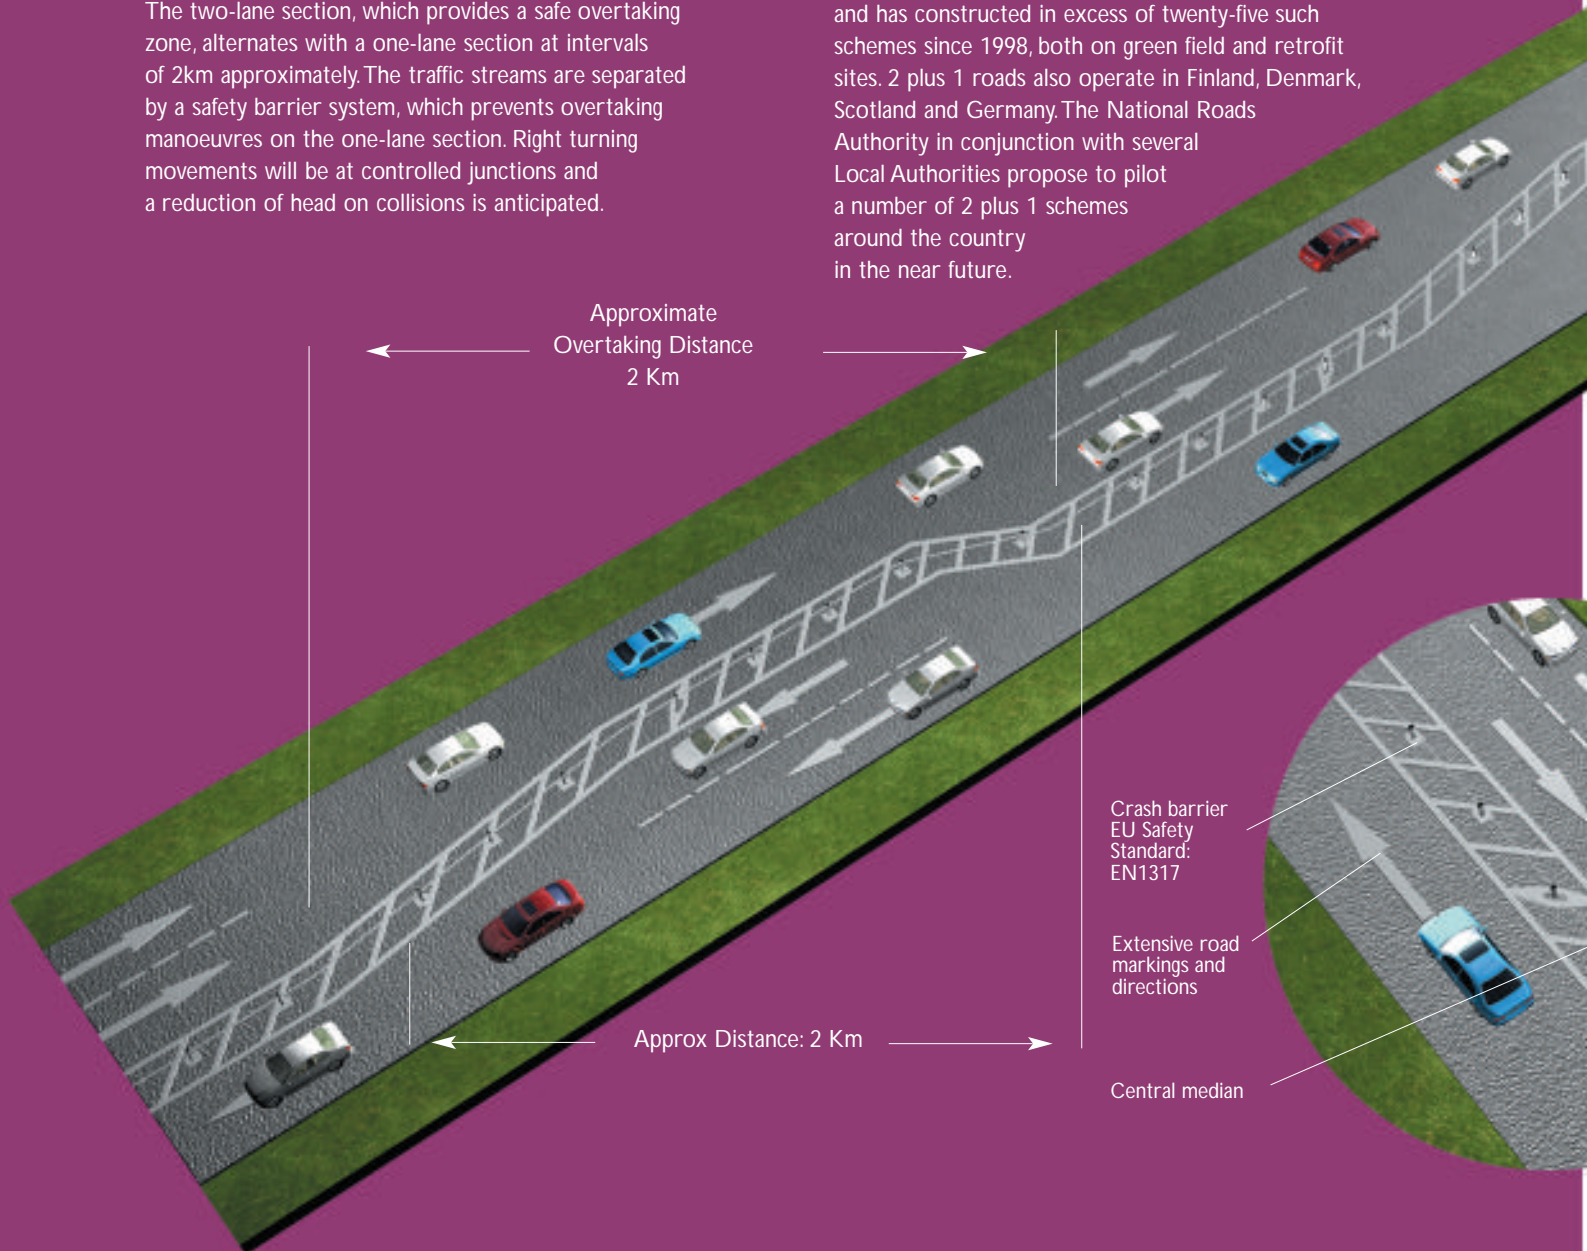 The two-lane section, which provides a safe overtaking
zone, alternates with a one-lane section at intervals
of 2km approximately. The traffic streams are separated
by a safety barrier system, which prevents overtaking
manoeuvres on the one-lane section. Right turning
movements will be at controlled junctions and
a reduction of head on collisions is anticipated.
and has constructed in excess of twenty-five such
schemes since 1998, both on green field and retrofit
sites. 2 plus 1 roads also operate in Finland, Denmark,
Scotland and Germany. The National Roads
Authority in conjunction with several
Local Authorities propose to pilot
a number of 2 plus 1 schemes
around the country
in the near future.
Approximate
Overtaking Distance
2 Km
Crash barrier
EU Safety
Standard:
EN1317
Extensive road
markings and
directions
Approx Distance: 2 Km
Central median